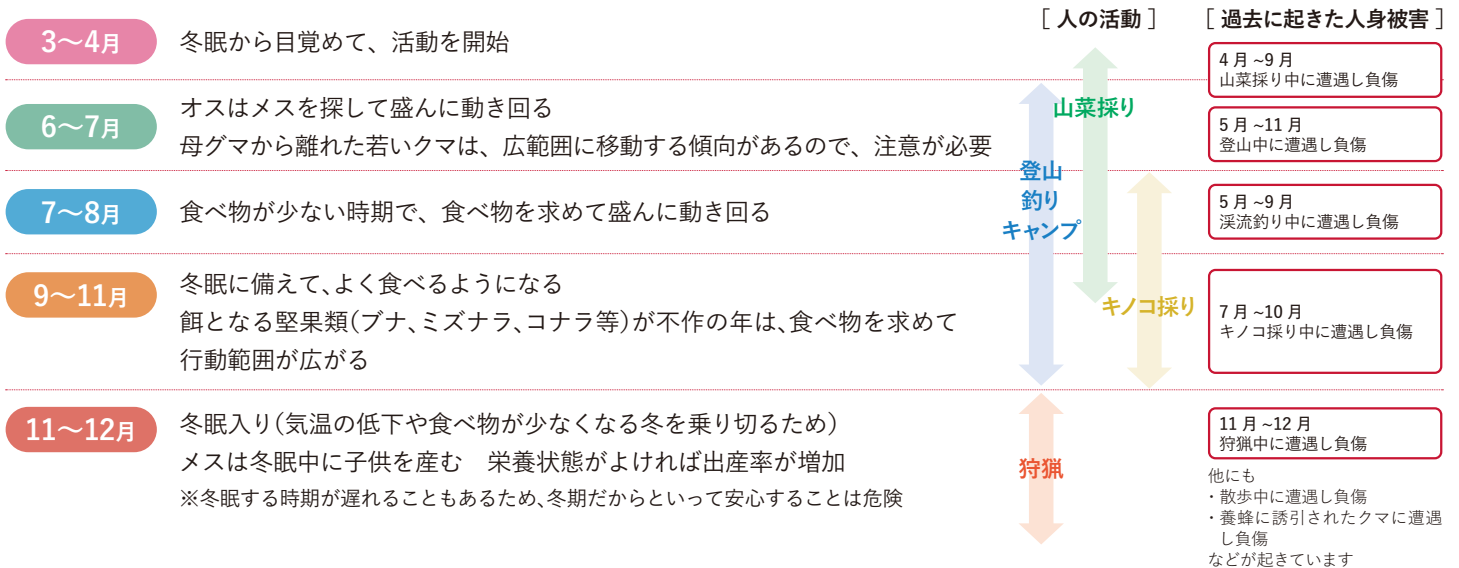 [ 人の活動 ]
[ 過去に起きた人身被害 ]
3〜4月
冬眠から目覚めて、活動を開始
6〜7月
オスはメスを探して盛んに動き回る
母グマから離れた若いクマは、広範囲に移動する傾向があるので、注意が必要
7〜8月
食べ物が少ない時期で、食べ物を求めて盛んに動き回る
9〜11月
冬眠に備えて、よく食べるようになる
餌となる堅果類(ブナ、ミズナラ、コナラ等)が不作の年は、食べ物を求めて
行動範囲が広がる
11〜12月
冬眠入り(気温の低下や食べ物が少なくなる冬を乗り切るため)
メスは冬眠中に子供を産む　栄養状態がよければ出産率が増加
※冬眠する時期が遅れることもあるため、冬期だからといって安心することは危険
山菜採り
登山
釣り
キャンプ
キノコ採り
狩猟
4 月 ~9 月
山菜採り中に遭遇し負傷
5 月 ~11 月
登山中に遭遇し負傷
5 月 ~9 月
渓流釣り中に遭遇し負傷
7 月 ~10 月
キノコ採り中に遭遇し負傷
11 月 ~12 月
狩猟中に遭遇し負傷
他にも
・散歩中に遭遇し負傷
・養蜂に誘引されたクマに遭遇
し負傷
などが起きています